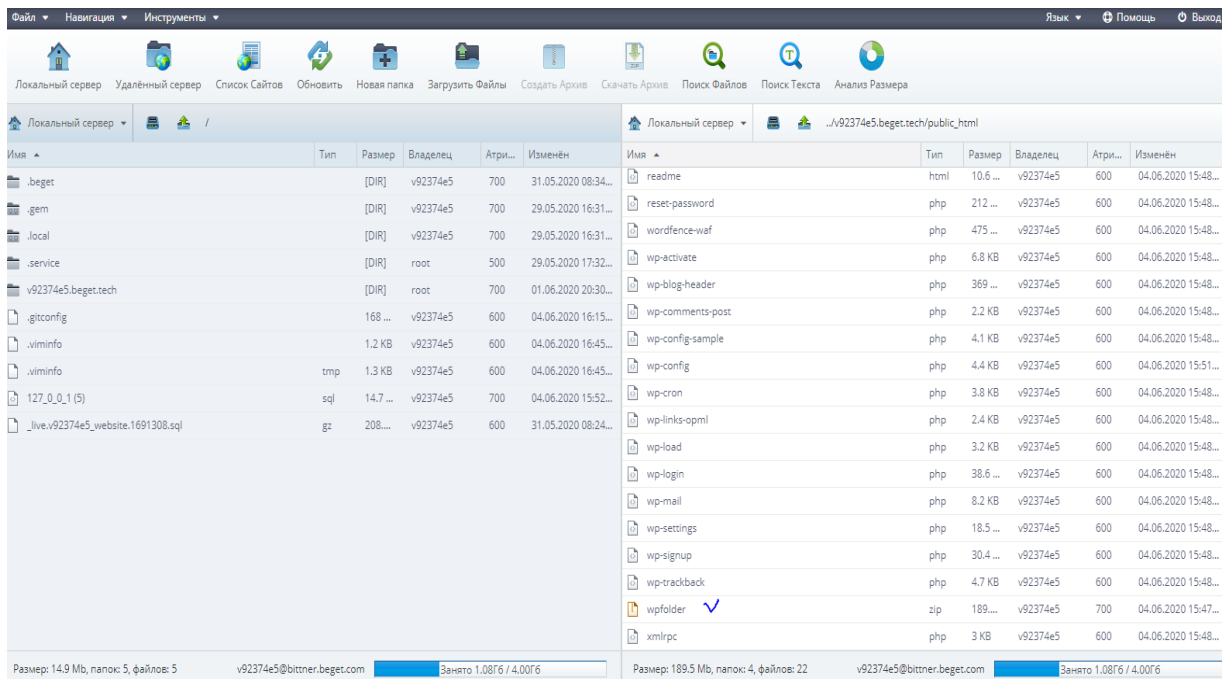 Файл Навигация Инструменты Язык Помощь Выход
Локальный сервер Удалённый сервер Список Сайтов Обновить Новая папка Загрузить Файлы Создать Архив Скачать Архив Поиск Файлов Поиск Текста Анализ Размера
Локальный сервер /
Имя Тип Размер Владелец Атри... Изменён
.beget [DIR] v92374e5 700 31.05.2020 08:34...
.gem [DIR] v92374e5 700 29.05.2020 16:31...
.local [DIR] v92374e5 700 29.05.2020 16:31...
.service [DIR] root 500 29.05.2020 17:32...
v92374e5.beget.tech [DIR] root 700 01.06.2020 20:30...
.gitconfig 168 ... v92374e5 600 04.06.2020 16:15...
.viminfo 1.2 KB v92374e5 600 04.06.2020 16:45...
.viminfo tmp 1.3 KB v92374e5 600 04.06.2020 16:45...
127_0_0_1 (5) sql 14.7 ... v92374e5 700 04.06.2020 15:52...
_live.v92374e5_website.1691308.sql gz 208.... v92374e5 600 31.05.2020 08:24...
Размер: 14.9 Mb, папок: 5, файлов: 5 v92374e5@bittner.beget.com Занято 1.08Гб / 4.00Гб
Локальный сервер ../v92374e5.beget.tech/public_html
Имя Тип Размер Владелец Атри... Изменён
readme html 10.6 ... v92374e5 600 04.06.2020 15:48...
reset-password php 212 ... v92374e5 600 04.06.2020 15:48...
wordfence-waf php 475 ... v92374e5 600 04.06.2020 15:48...
wp-activate php 6.8 KB v92374e5 600 04.06.2020 15:48...
wp-blog-header php 369 ... v92374e5 600 04.06.2020 15:48...
wp-comments-post php 2.2 KB v92374e5 600 04.06.2020 15:48...
wp-config-sample php 4.1 KB v92374e5 600 04.06.2020 15:48...
wp-config php 4.4 KB v92374e5 600 04.06.2020 15:51...
wp-cron php 3.8 KB v92374e5 600 04.06.2020 15:48...
wp-links-opml php 2.4 KB v92374e5 600 04.06.2020 15:48...
wp-load php 3.2 KB v92374e5 600 04.06.2020 15:48...
wp-login php 38.6 ... v92374e5 600 04.06.2020 15:48...
wp-mail php 8.2 KB v92374e5 600 04.06.2020 15:48...
wp-settings php 18.5 ... v92374e5 600 04.06.2020 15:48...
wp-signup php 30.4 ... v92374e5 600 04.06.2020 15:48...
wp-trackback php 4.7 KB v92374e5 600 04.06.2020 15:48...
wpfolder zip 189.... v92374e5 700 04.06.2020 15:47...
xmlrpc php 3 KB v92374e5 600 04.06.2020 15:48...
Размер: 189.5 Mb, папок: 4, файлов: 22 v92374e5@bittner.beget.com Занято 1.08Гб / 4.00Гб